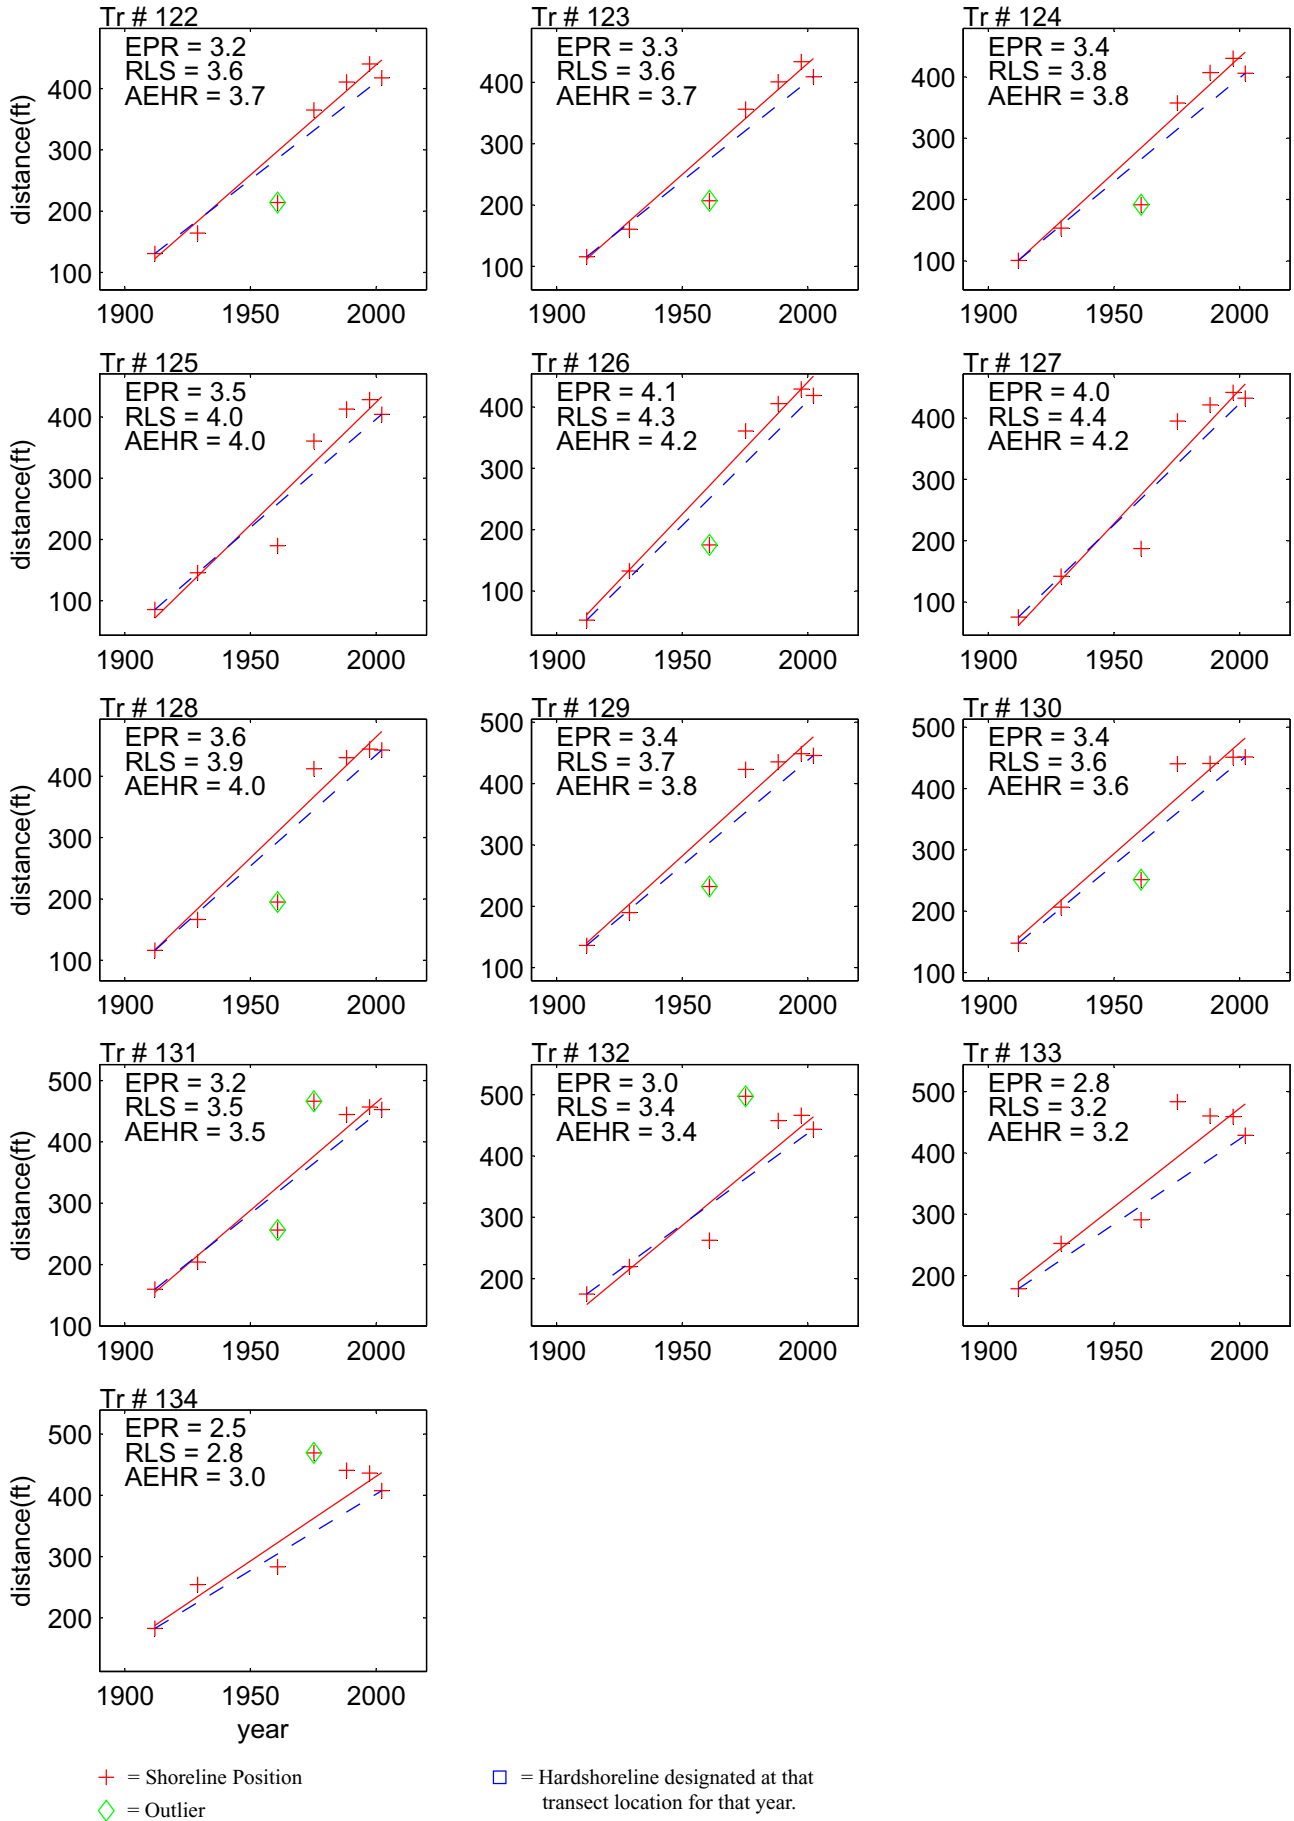 Tr # 122
EPR = 3.2
RLS = 3.6
AEHR = 3.7
400
300
200
100
distance(ft)
1900 1950 2000
Tr # 123
EPR = 3.3
RLS = 3.6
AEHR = 3.7
400
300
200
100
1900 1950 2000
Tr # 124
EPR = 3.4
RLS = 3.8
AEHR = 3.8
400
300
200
100
1900 1950 2000
Tr # 125
EPR = 3.5
RLS = 4.0
AEHR = 4.0
400
300
200
100
distance(ft)
1900 1950 2000
Tr # 126
EPR = 4.1
RLS = 4.3
AEHR = 4.2
400
300
200
100
1900 1950 2000
Tr # 127
EPR = 4.0
RLS = 4.4
AEHR = 4.2
400
300
200
100
1900 1950 2000
Tr # 128
EPR = 3.6
RLS = 3.9
AEHR = 4.0
400
300
200
100
distance(ft)
1900 1950 2000
Tr # 129
EPR = 3.4
RLS = 3.7
AEHR = 3.8
500
400
300
200
100
1900 1950 2000
Tr # 130
EPR = 3.4
RLS = 3.6
AEHR = 3.6
500
400
300
200
100
1900 1950 2000
Tr # 131
EPR = 3.2
RLS = 3.5
AEHR = 3.5
500
400
300
200
100
distance(ft)
1900 1950 2000
Tr # 132
EPR = 3.0
RLS = 3.4
AEHR = 3.4
500
400
300
200
1900 1950 2000
Tr # 133
EPR = 2.8
RLS = 3.2
AEHR = 3.2
500
400
300
200
1900 1950 2000
Tr # 134
EPR = 2.5
RLS = 2.8
AEHR = 3.0
500
400
300
200
distance(ft)
1900 1950 2000
year
= Shoreline Position
= Outlier
= Hardshoreline designated at that
transect location for that year.